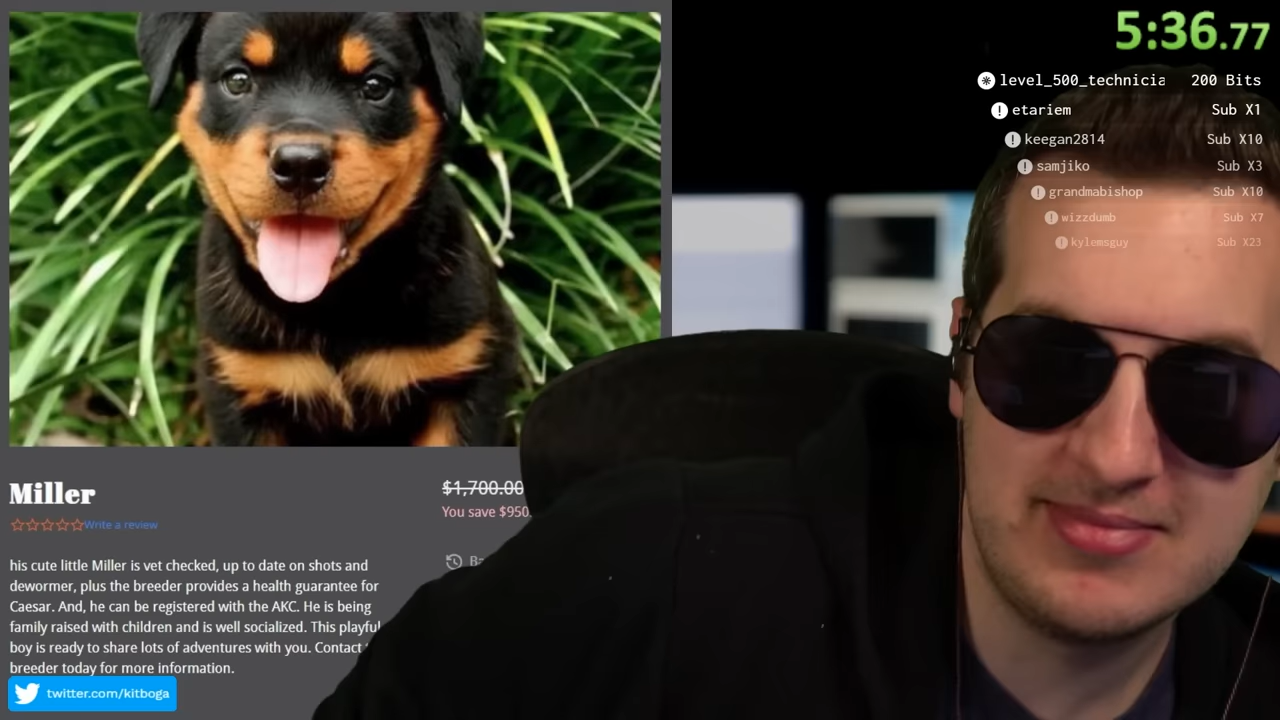 5:36.77
level_500_technicia 200 Bits
etariem Sub X1
keegan2814 Sub X10
samjiko Sub X3
grandmabishop Sub X10
wizzdumb Sub X7
kylemsguy Sub X23
Miller
$1,700.00
Write a review
You save $950.
his cute little Miller is vet checked, up to date on shots and
dewormer, plus the breeder provides a health guarantee for
Caesar. And, he can be registered with the AKC. He is being
family raised with children and is well socialized. This playful
boy is ready to share lots of adventures with you. Contact
breeder today for more information.
twitter.com/kitboga